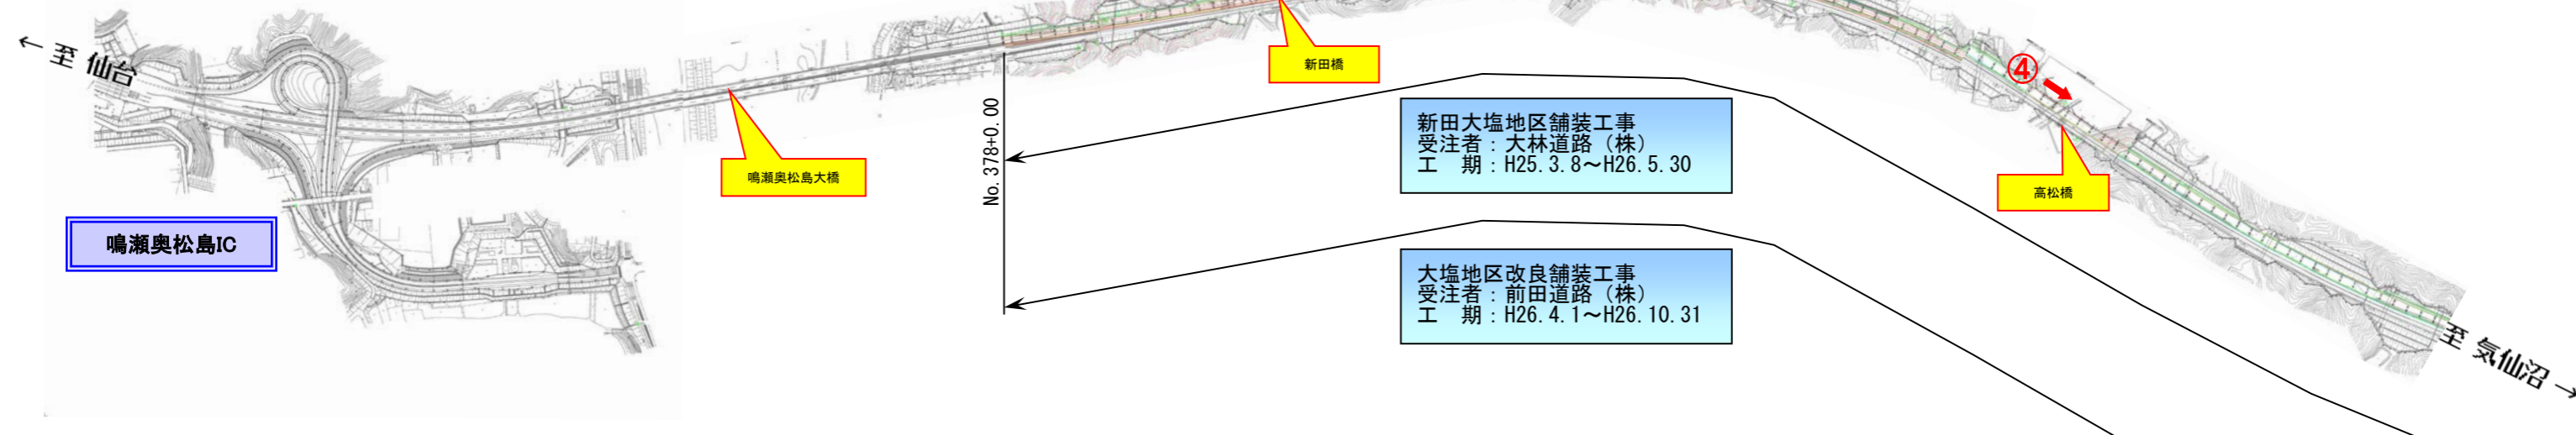 ← 至 仙台
鳴瀬奥松島IC
鳴瀬奥松島大橋
No. 378+0. 00
新田橋
新田大塩地区舗装工事
受注者：大林道路（株）
工　期：H25. 3. 8～H26. 5. 30
大塩地区改良舗装工事
受注者：前田道路（株）
工　期：H26. 4. 1～H26. 10. 31
④
高松橋
至 気仙沼 →